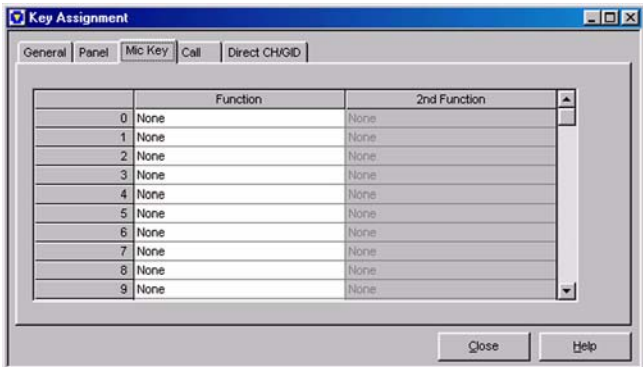 Key Assignment
General Panel Mic Key Call Direct CH/GID
Function 2nd Function
0 None None
1 None None
2 None None
3 None None
4 None None
5 None None
6 None None
7 None None
8 None None
9 None None
Close Help